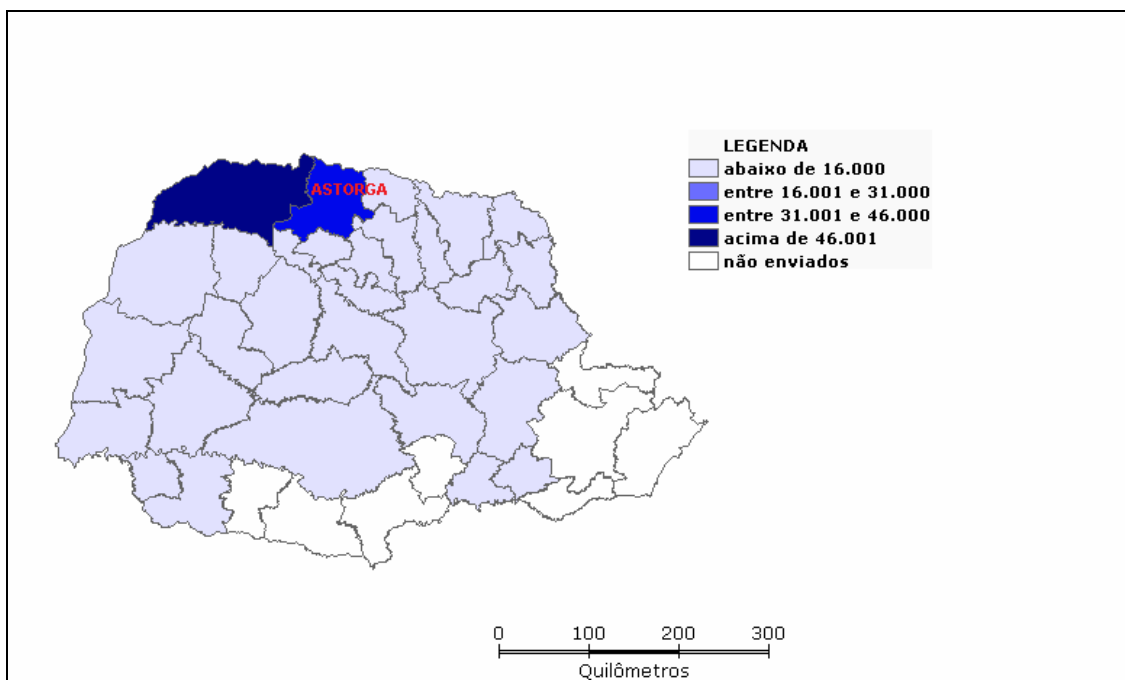 ASTORGA
LEGENDA
abaixo de 16.000
entre 16.001 e 31.000
entre 31.001 e 46.000
acima de 46.001
não enviados
0 100 200 300
Quilômetros